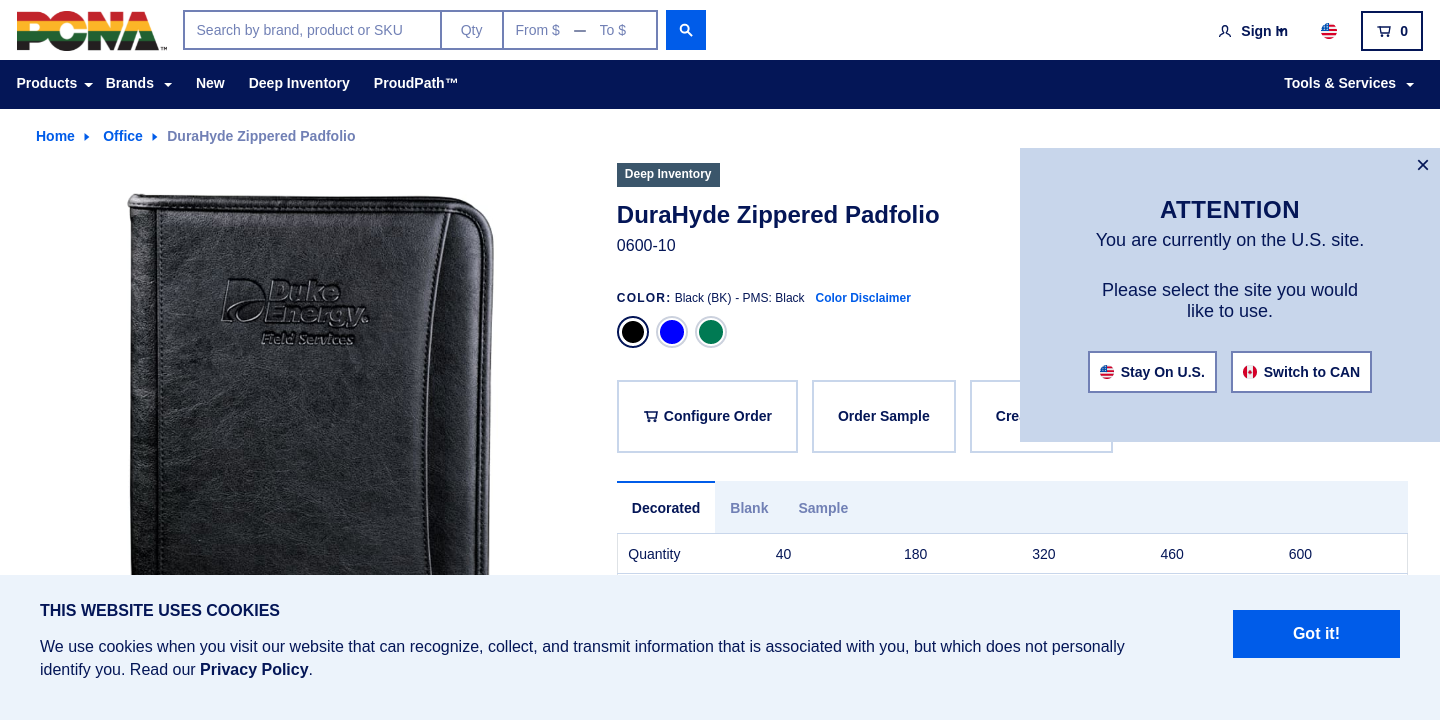 PCNA™
Search by brand, product or SKU
Qty
From $ — To $
Sign In
0
Products
Brands
New
Deep Inventory
ProudPath™
Tools & Services
Home
Office
DuraHyde Zippered Padfolio
Deep Inventory
DuraHyde Zippered Padfolio
0600-10
COLOR: Black (BK) - PMS: Black Color Disclaimer
Duke
Energy®
Field Services
Configure Order
Order Sample
Cre
×
ATTENTION
You are currently on the U.S. site.
Please select the site you would
like to use.
Stay On U.S.
Switch to CAN
Decorated
Blank
Sample
Quantity 40 180 320 460 600
THIS WEBSITE USES COOKIES
We use cookies when you visit our website that can recognize, collect, and transmit information that is associated with you, but which does not personally
identify you. Read our Privacy Policy.
Got it!